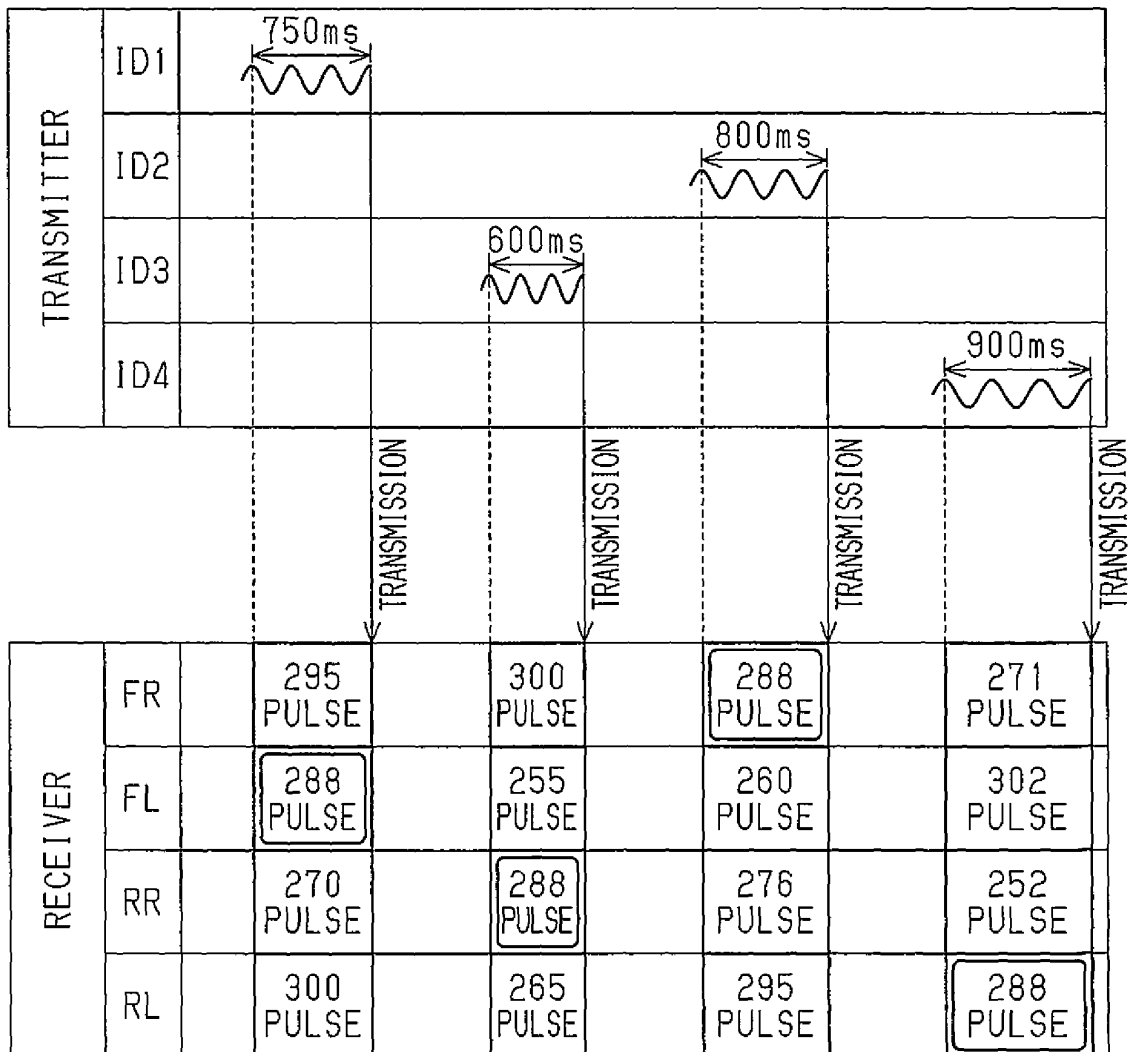 TRANSMITTER
ID1
750ms
ID2
800ms
ID3
600ms
ID4
900ms
TRANSMISSION
TRANSMISSION
TRANSMISSION
TRANSMISSION
RECEIVER
FR
295
PULSE
300
PULSE
288
PULSE
271
PULSE
FL
288
PULSE
255
PULSE
260
PULSE
302
PULSE
RR
270
PULSE
288
PULSE
276
PULSE
252
PULSE
RL
300
PULSE
265
PULSE
295
PULSE
288
PULSE